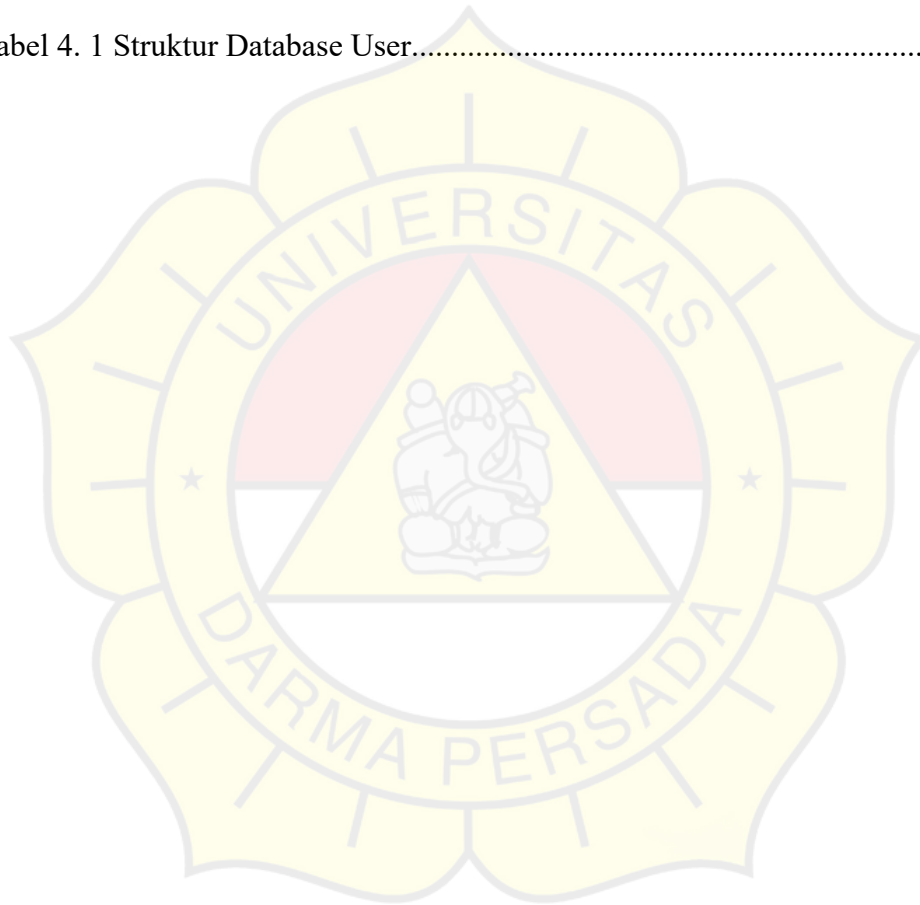 abel 4. 1 Struktur Database User................................................................
UNIVERSITAS
DARMA PERSADA